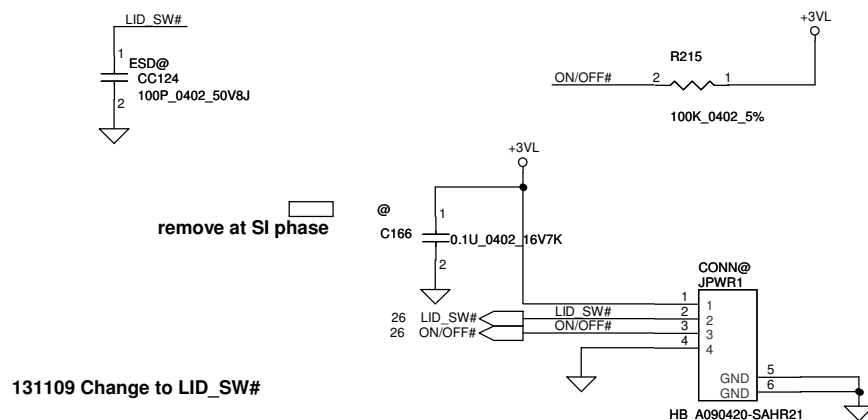 LID_SW#
+3VL
1
ESD@
CC124
100P_0402_50V8J
2
R215
ON/OFF#
2
1
100K_0402_5%
+3VL
remove at SI phase
@
1
C166
0.1U_0402_16V7K
2
CONN@
JPWR1
1
1
26 LID_SW#
LID_SW#
2
2
26 ON/OFF#
ON/OFF#
3
3
4
4
GND
5
GND
6
131109 Change to LID_SW#
HB_A090420-SAHR21